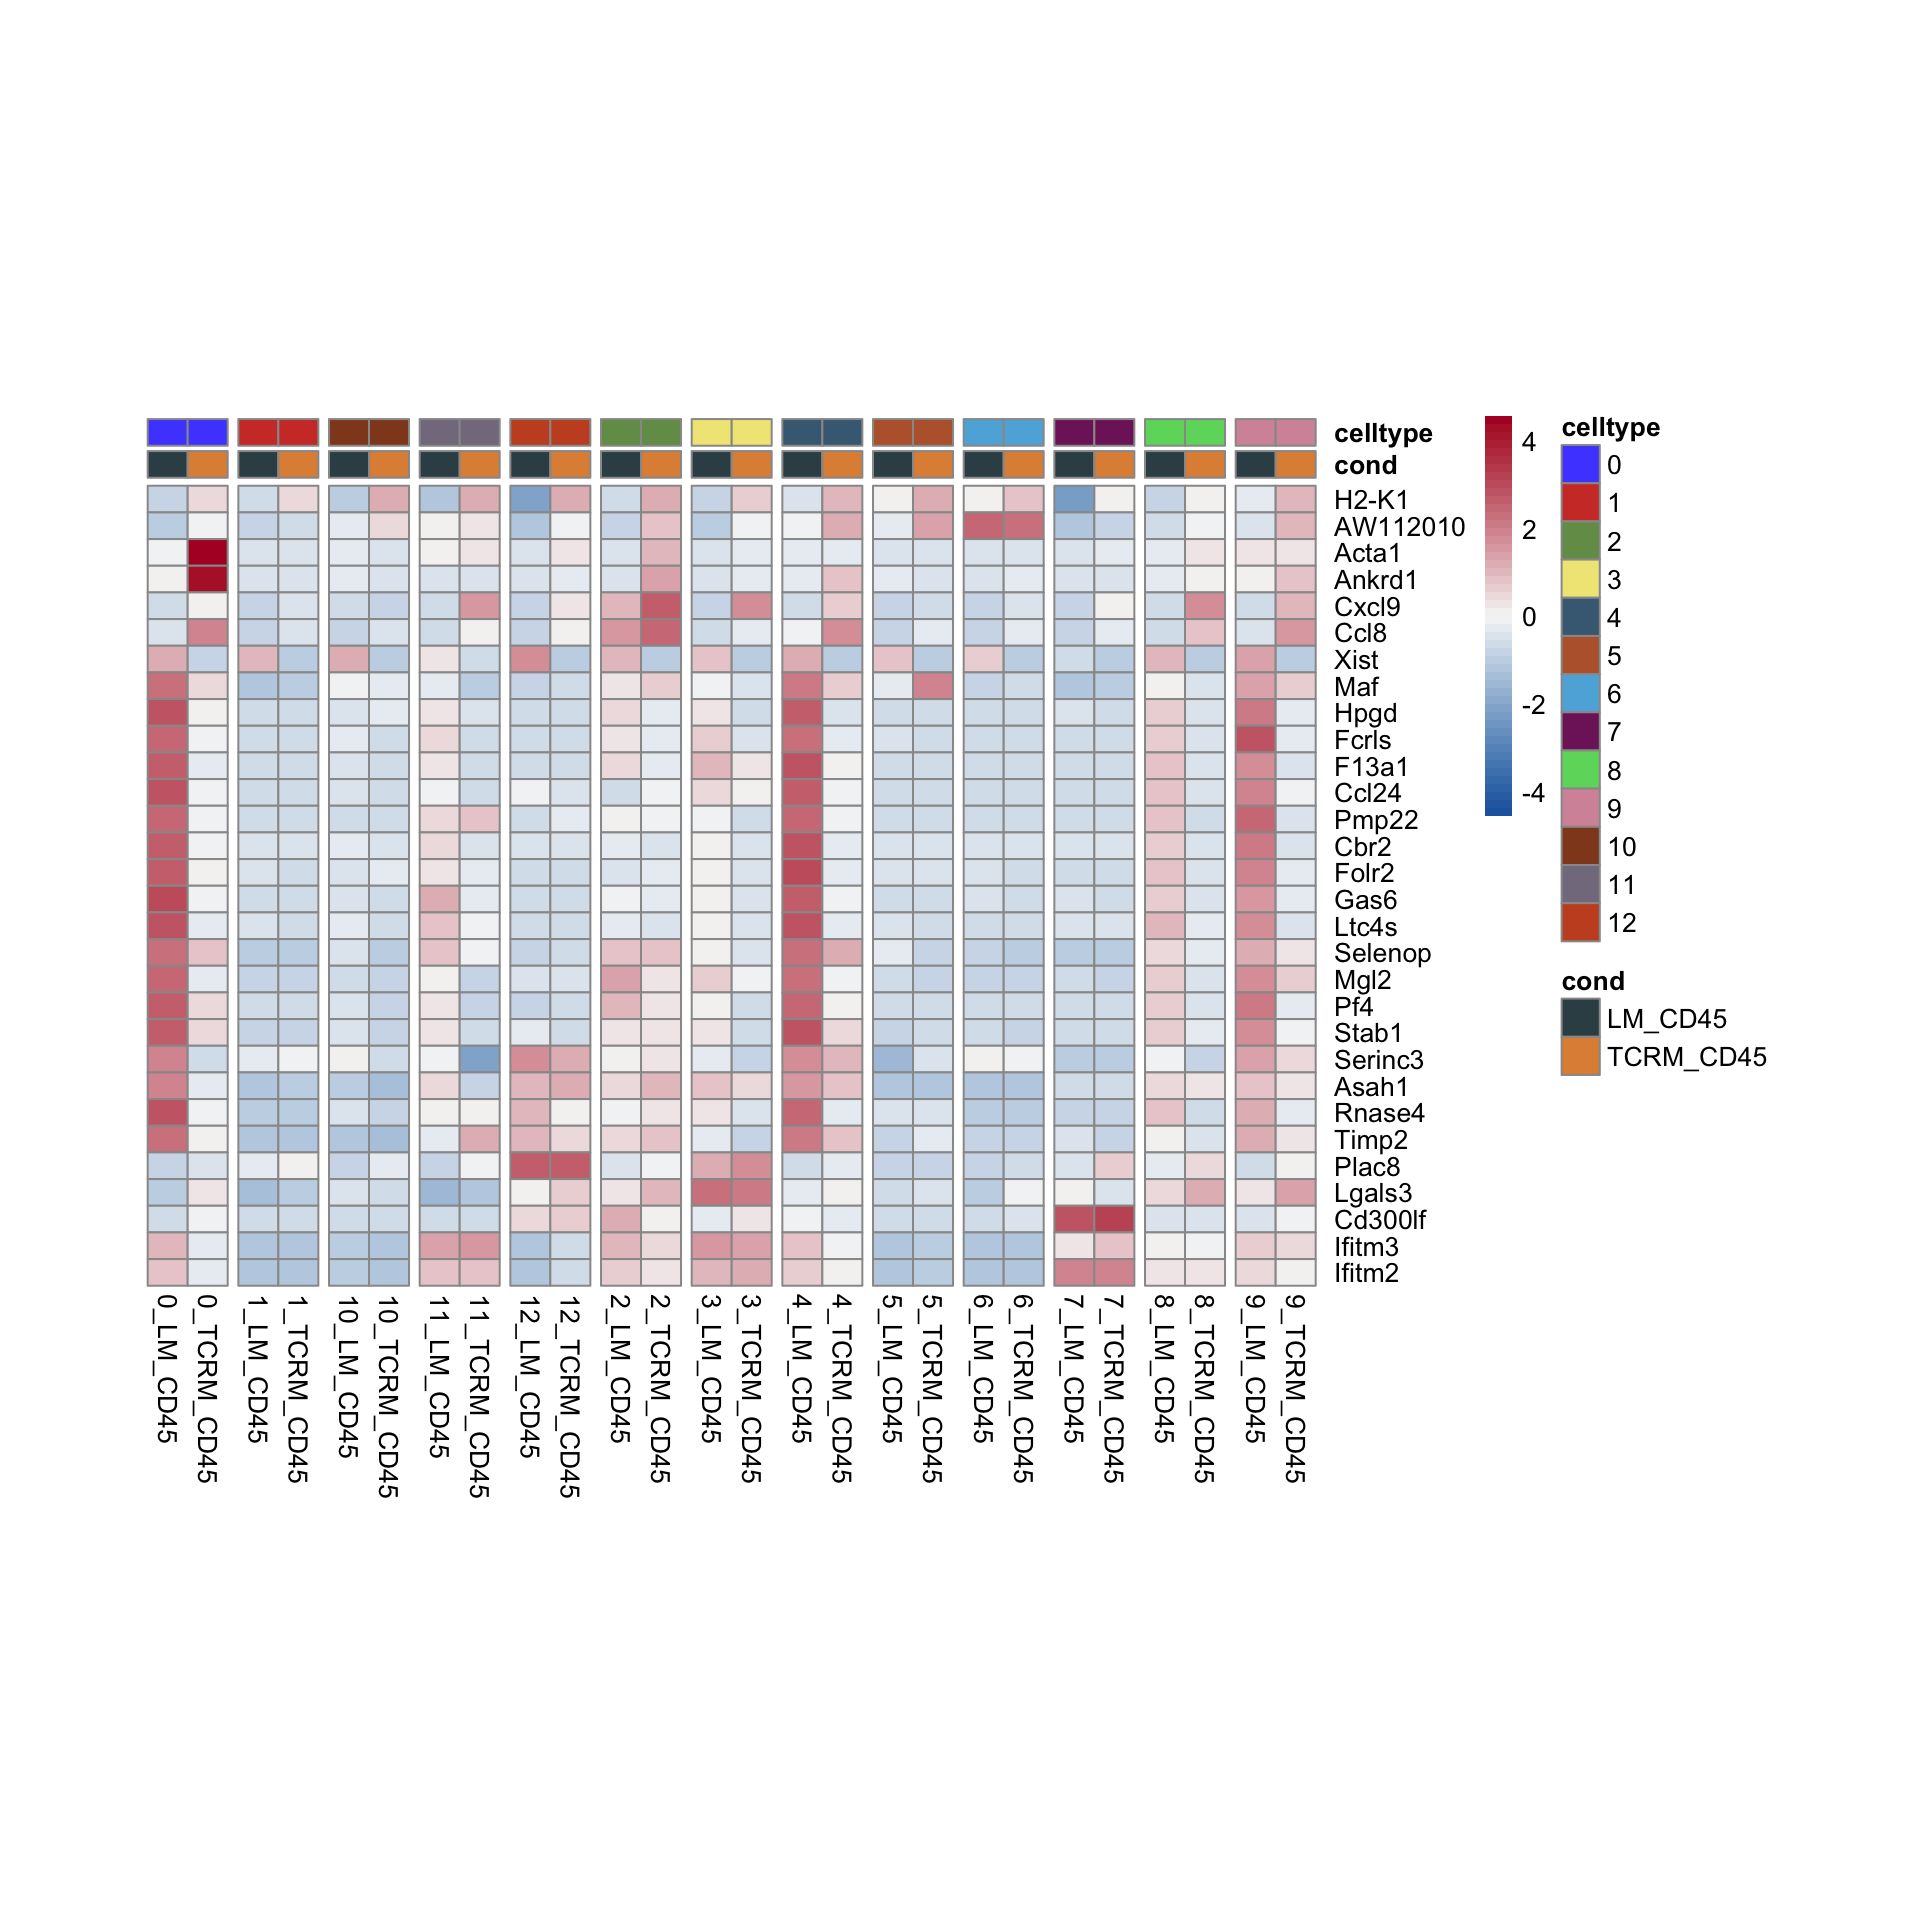 celltype
cond
H2-K1
AW112010
Acta1
Ankrd1
Cxcl9
Ccl8
Xist
Maf
Hpgd
Fcrls
F13a1
Ccl24
Pmp22
Cbr2
Folr2
Gas6
Ltc4s
Selenop
Mgl2
Pf4
Stab1
Serinc3
Asah1
Rnase4
Timp2
Plac8
Lgals3
Cd300lf
Ifitm3
Ifitm2
0_LM_CD45
0_TCRM_CD45
1_LM_CD45
1_TCRM_CD45
10_LM_CD45
10_TCRM_CD45
11_LM_CD45
11_TCRM_CD45
12_LM_CD45
12_TCRM_CD45
2_LM_CD45
2_TCRM_CD45
3_LM_CD45
3_TCRM_CD45
4_LM_CD45
4_TCRM_CD45
5_LM_CD45
5_TCRM_CD45
6_LM_CD45
6_TCRM_CD45
7_LM_CD45
7_TCRM_CD45
8_LM_CD45
8_TCRM_CD45
9_LM_CD45
9_TCRM_CD45
4
2
0
-2
-4
celltype
0
1
2
3
4
5
6
7
8
9
10
11
12
cond
LM_CD45
TCRM_CD45